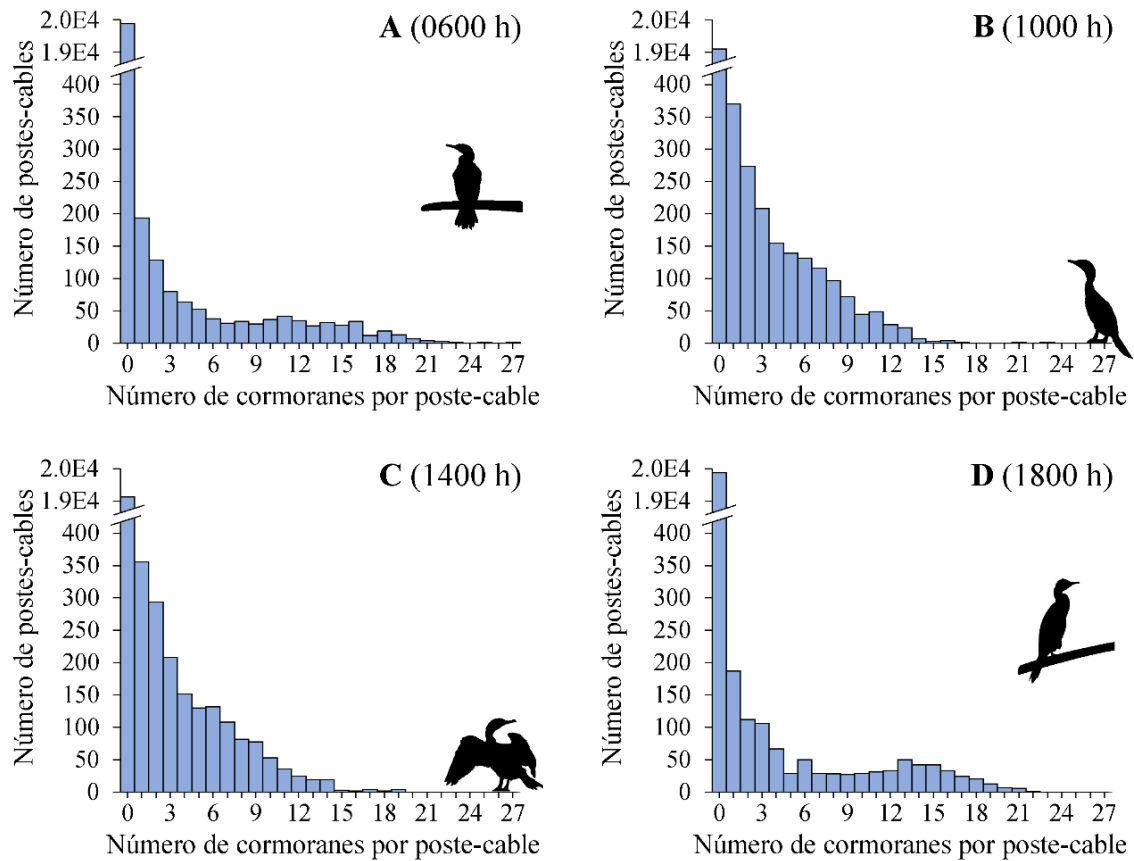 A (0600 h)
Número de postes-cables
2.0E4
1.9E4
400
350
300
250
200
150
100
50
0
0 3 6 9 12 15 18 21 24 27
Número de cormoranes por poste-cable
B (1000 h)
Número de postes-cables
2.0E4
1.9E4
400
350
300
250
200
150
100
50
0
0 3 6 9 12 15 18 21 24 27
Número de cormoranes por poste-cable
C (1400 h)
Número de postes-cables
2.0E4
1.9E4
400
350
300
250
200
150
100
50
0
0 3 6 9 12 15 18 21 24 27
Número de cormoranes por poste-cable
D (1800 h)
Número de postes-cables
2.0E4
1.9E4
400
350
300
250
200
150
100
50
0
0 3 6 9 12 15 18 21 24 27
Número de cormoranes por poste-cable